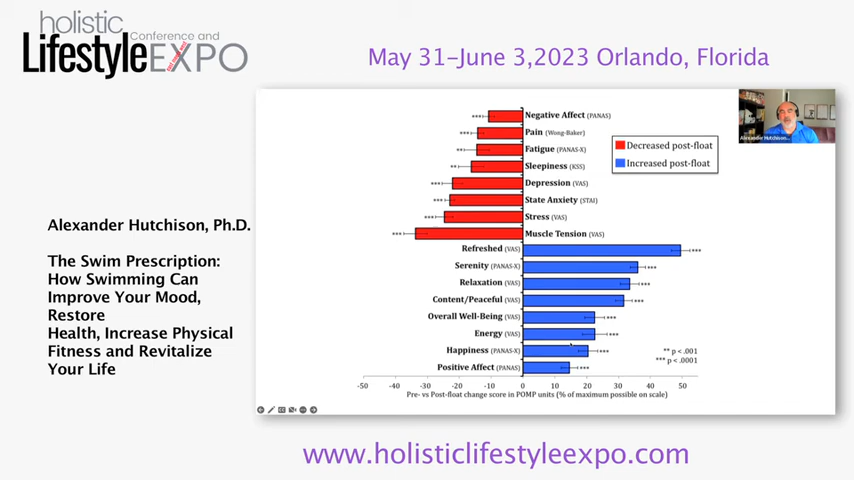 holistic
Conference and
LifestyleEXPO
May 31-June 3,2023 Orlando, Florida
Alexander Hutchison, Ph.D.
The Swim Prescription:
How Swimming Can
Improve Your Mood,
Restore
Health, Increase Physical
Fitness and Revitalize
Your Life
*** Negative Affect (PANAS)
*** Pain (Wong-Baker)
** Fatigue (PANAS-X)
** Sleepiness (KSS)
*** Depression (VAS)
*** State Anxiety (STAI)
*** Stress (VAS)
*** Muscle Tension (VAS)
Refreshed (VAS) ***
Serenity (PANAS-X) ***
Relaxation (VAS) ***
Content/Peaceful (VAS) ***
Overall Well-Being (VAS) ***
Energy (VAS) ***
Happiness (PANAS-X) ***
Positive Affect (PANAS) ***
Decreased post-float
Increased post-float
** p < .001
*** p < .0001
-50 -40 -30 -20 -10 0 10 20 30 40 50
Pre- vs Post-float change score in POMP units (% of maximum possible on scale)
Alexander Hutchison...
www.holisticlifestyleexpo.com